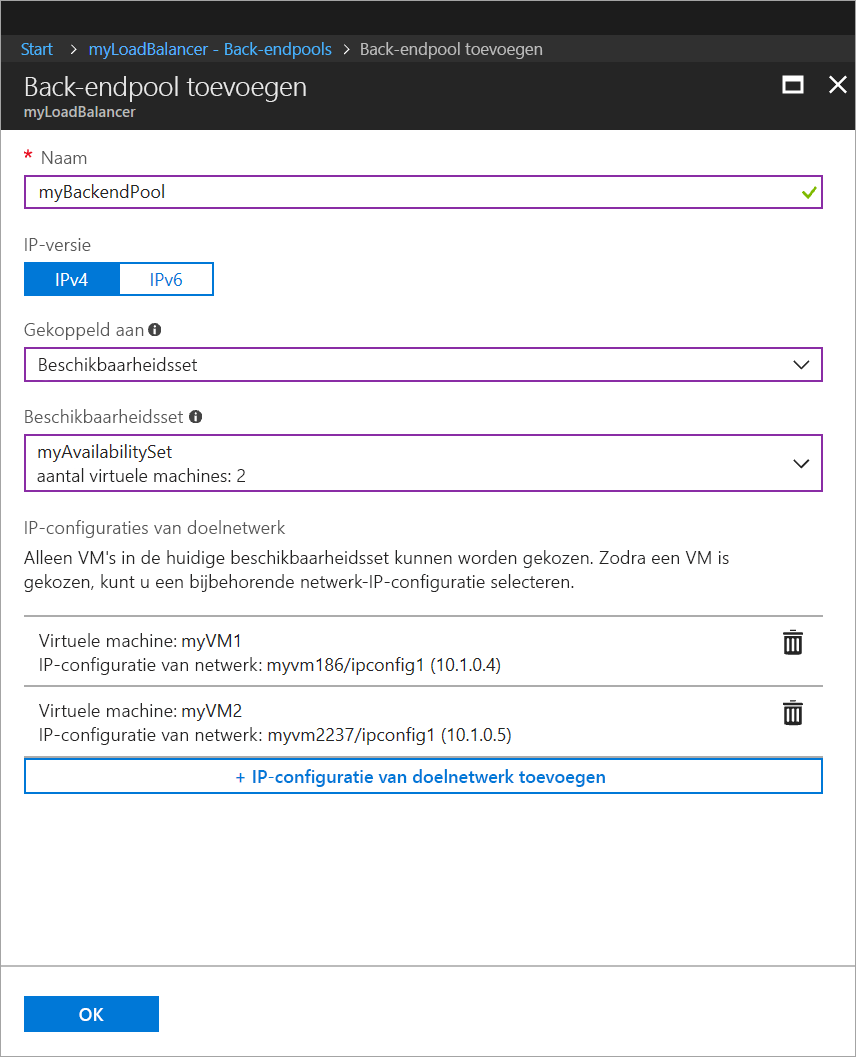 Start > myLoadBalancer - Back-endpools > Back-endpool toevoegen
Back-endpool toevoegen
myLoadBalancer
* Naam
myBackendPool
IP-versie
IPv4 IPv6
Gekoppeld aan
Beschikbaarheidsset
Beschikbaarheidsset
myAvailabilitySet
aantal virtuele machines: 2
IP-configuraties van doelnetwerk
Alleen VM's in de huidige beschikbaarheidsset kunnen worden gekozen. Zodra een VM is
gekozen, kunt u een bijbehorende netwerk-IP-configuratie selecteren.
Virtuele machine: myVM1
IP-configuratie van netwerk: myvm186/ipconfig1 (10.1.0.4)
Virtuele machine: myVM2
IP-configuratie van netwerk: myvm2237/ipconfig1 (10.1.0.5)
+ IP-configuratie van doelnetwerk toevoegen
OK